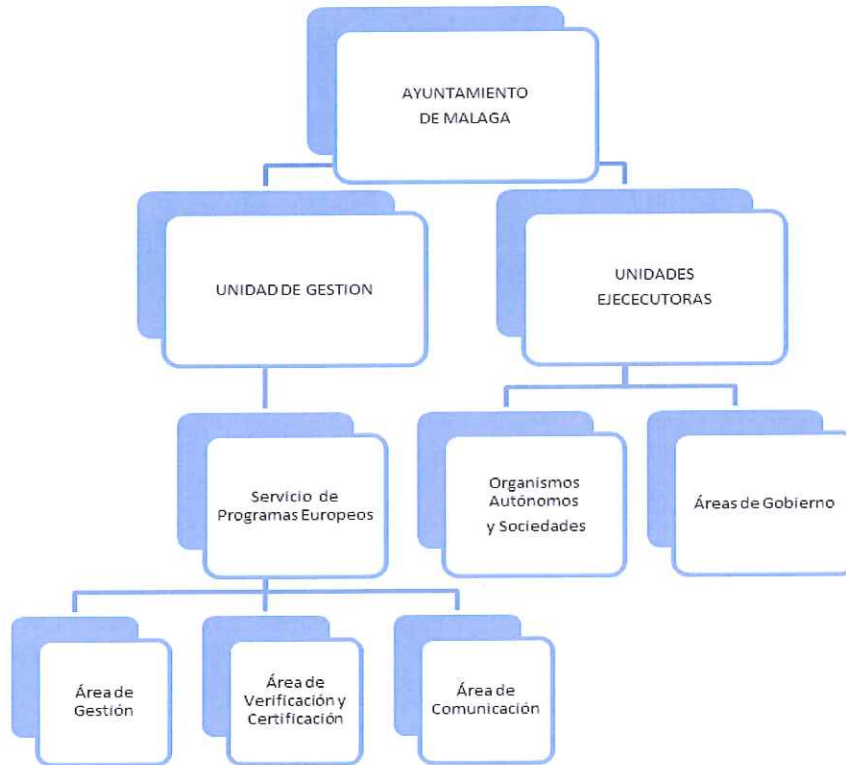 AYUNTAMIENTO
DE MALAGA
UNIDAD DE GESTION
UNIDADES
EJECECUTORAS
Servicio de
Programas Europeos
Organismos
Autónomos
y Sociedades
Áreas de Gobierno
Área de
Gestión
Área de
Verificación y
Certificación
Área de
Comunicación